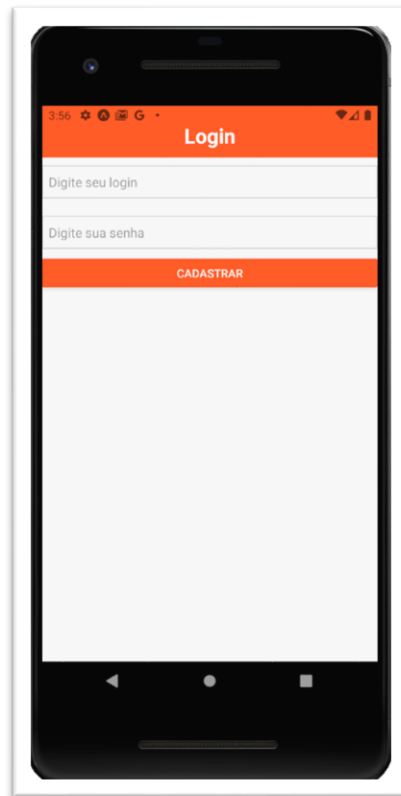 3:56 G
Login
Digite seu login
Digite sua senha
CADASTRAR